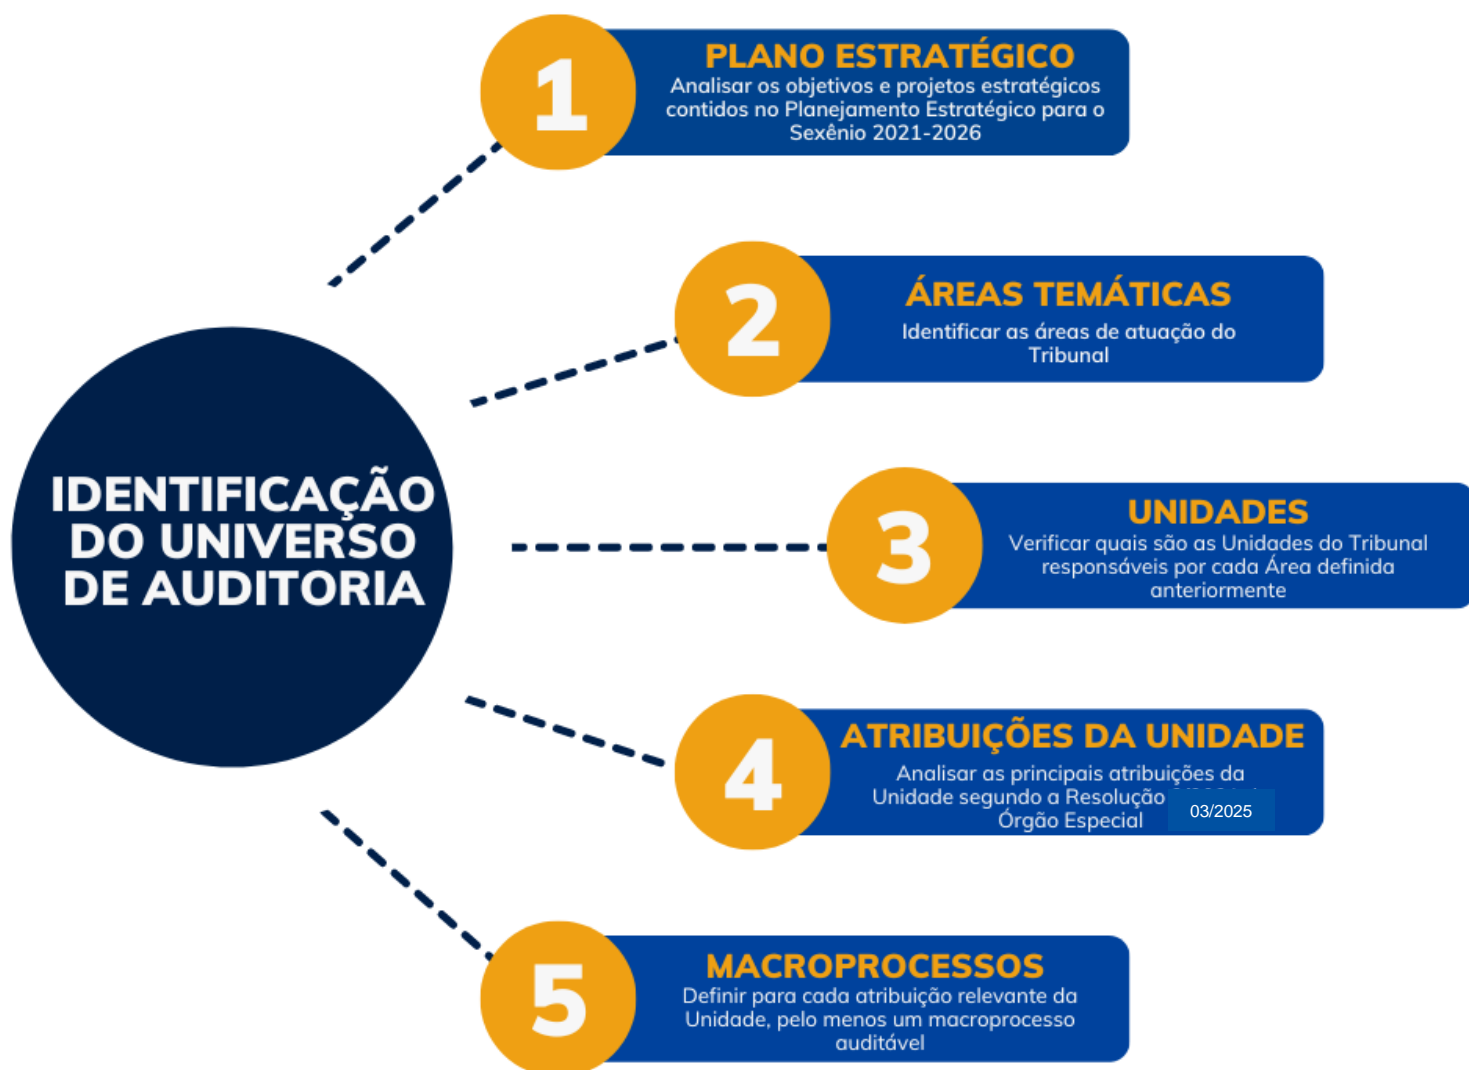 1
PLANO ESTRATÉGICO
Analisar os objetivos e projetos estratégicos
contidos no Planejamento Estratégico para o
Sexênio 2021-2026
2
ÁREAS TEMÁTICAS
Identificar as áreas de atuação do
Tribunal
IDENTIFICAÇÃO
DO UNIVERSO
DE AUDITORIA
3
UNIDADES
Verificar quais são as Unidades do Tribunal
responsáveis por cada Área definida
anteriormente
4
ATRIBUIÇÕES DA UNIDADE
Analisar as principais atribuições da
Unidade segundo a Resolução
03/2025
Órgão Especial
5
MACROPROCESSOS
Definir para cada atribuição relevante da
Unidade, pelo menos um macroprocesso
auditável